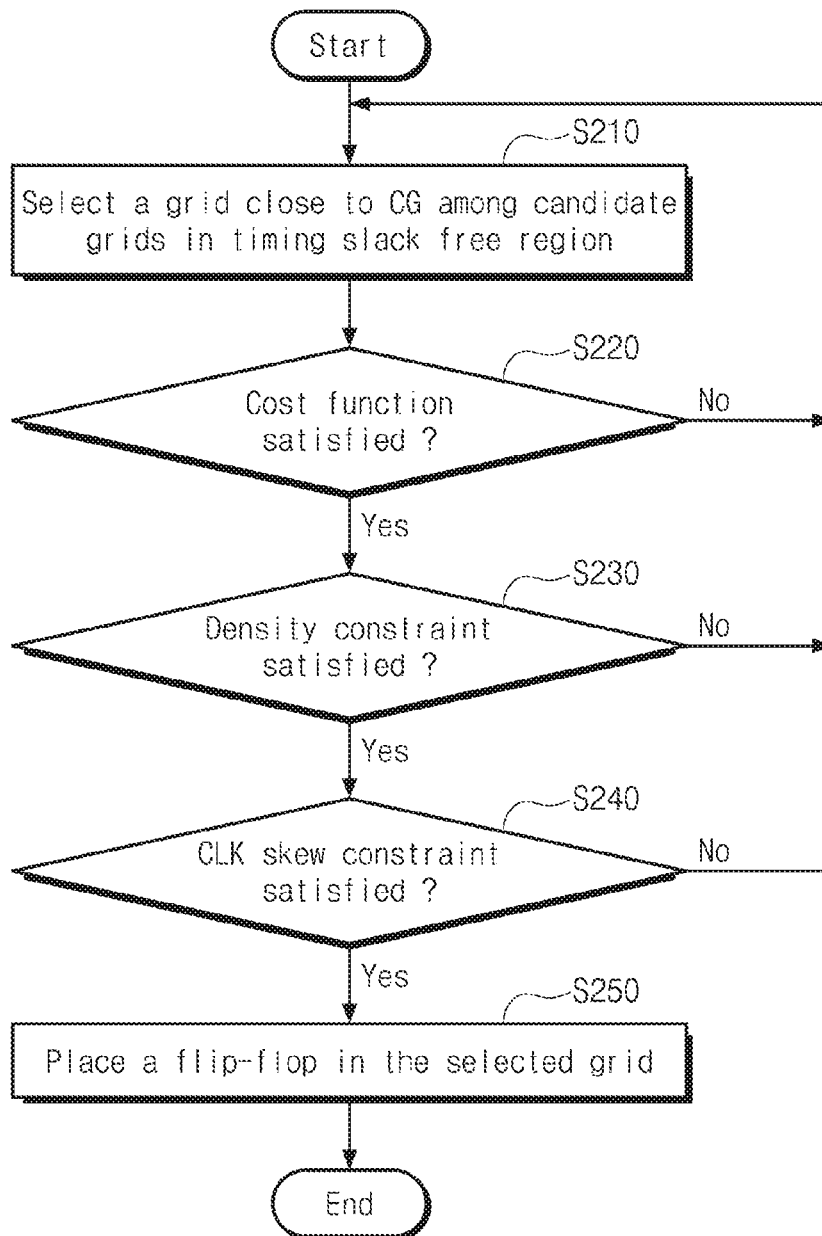 Start
S210
Select a grid close to CG among candidate
grids in timing slack free region
S220
Cost function
satisfied ?
No
Yes
S230
Density constraint
satisfied ?
No
Yes
S240
CLK skew constraint
satisfied ?
No
Yes
S250
Place a flip-flop in the selected grid
End